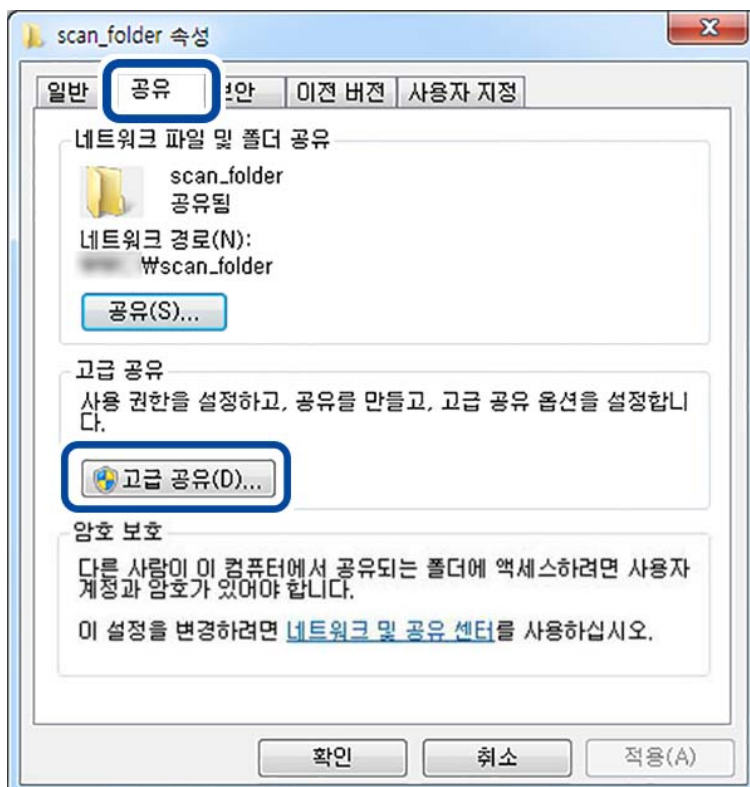 scan_folder 속성
일반 공유 보안 이전 버전 사용자 지정
네트워크 파일 및 폴더 공유
scan_folder
공유됨
네트워크 경로(N):
₩scan_folder
공유(S)...
고급 공유
사용 권한을 설정하고, 공유를 만들고, 고급 공유 옵션을 설정합니
다.
고급 공유(D)...
암호 보호
다른 사람이 이 컴퓨터에서 공유되는 폴더에 액세스하려면 사용자
계정과 암호가 있어야 합니다.
이 설정을 변경하려면 네트워크 및 공유 센터를 사용하십시오.
확인 취소 적용(A)